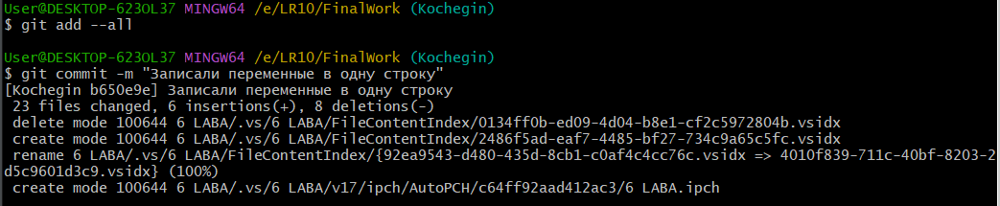 User@DESKTOP-623OL37 MINGW64 /e/LR10/FinalWork (Kochegin)
$ git add --all
User@DESKTOP-623OL37 MINGW64 /e/LR10/FinalWork (Kochegin)
$ git commit -m "Записали переменные в одну строку"
[Kochegin b650e9e] Записали переменные в одну строку
 23 files changed, 6 insertions(+), 8 deletions(-)
 delete mode 100644 6 LABA/.vs/6 LABA/FileContentIndex/0134ff0b-ed09-4d04-b8e1-cf2c5972804b.vsidx
 create mode 100644 6 LABA/.vs/6 LABA/FileContentIndex/2486f5ad-eaf7-4485-bf27-734c9a65c5fc.vsidx
 rename 6 LABA/.vs/6 LABA/FileContentIndex/{92ea9543-d480-435d-8cb1-c0af4c4cc76c.vsidx => 4010f839-711c-40bf-8203-2
d5c9601d3c9.vsidx} (100%)
 create mode 100644 6 LABA/.vs/6 LABA/v17/ipch/AutoPCH/c64ff92aad412ac3/6 LABA.ipch